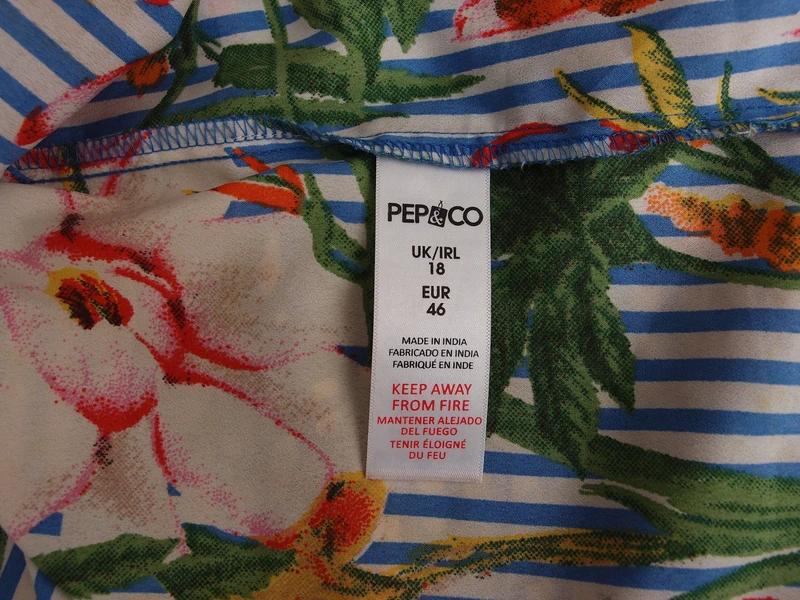 PEP&CO
UK/IRL
18
EUR
46
MADE IN INDIA
FABRICADO EN INDIA
FABRIQUÉ EN INDE
KEEP AWAY
FROM FIRE
MANTENER ALEJADO
DEL FUEGO
TENIR ÉLOIGNÉ
DU FEU